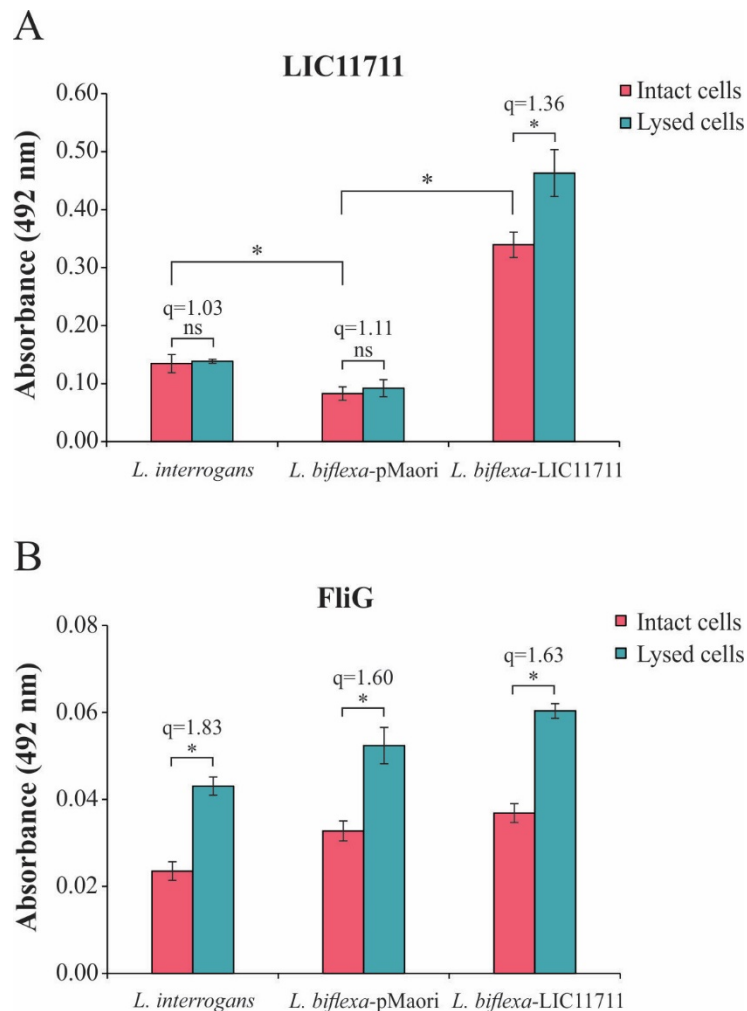 A
LIC11711
Absorbance (492 nm)
0.60
0.50
0.40
0.30
0.20
0.10
0.00
Intact cells
Lysed cells
q=1.03
ns
*
q=1.11
ns
*
q=1.36
*
L. interrogans
L. biflexa-pMaori
L. biflexa-LIC11711
B
FliG
Absorbance (492 nm)
0.08
0.06
0.04
0.02
0.00
Intact cells
Lysed cells
q=1.83
*
q=1.60
*
q=1.63
*
L. interrogans
L. biflexa-pMaori
L. biflexa-LIC11711